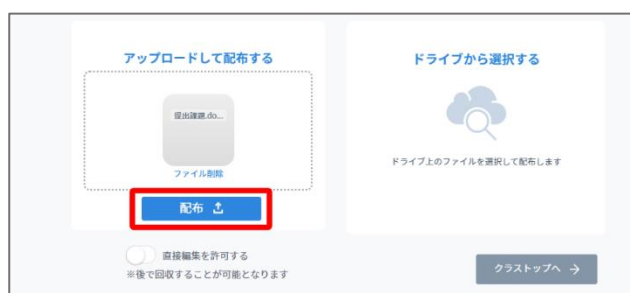 アップロードして配布する
提出課題.do...
ファイル削除
配布
直接編集を許可する
※後で回収することが可能となります
ドライブから選択する
ドライブ上のファイルを選択して配布します
クラストップへ →